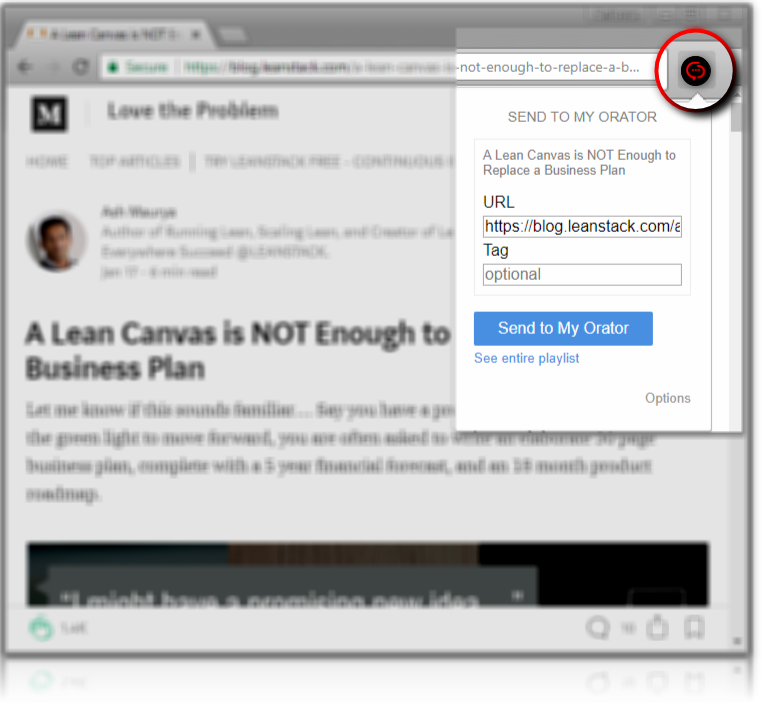 A Lean Canvas is NOT E
Secure https://blog.leanstack.com/a-lean-canvas-is-not-enough-to-replace-a-b...
M
Love the Problem
HOME TOP ARTICLES TRY LEANSTACK FREE - CONTINUOUS
SEND TO MY ORATOR
A Lean Canvas is NOT Enough to
Replace a Business Plan
URL
https://blog.leanstack.com/a
Tag
optional
Send to My Orator
See entire playlist
Options
Ash Maurya
Author of Running Lean, Scaling Lean, and Creator of Le
Everywhere Succeed @LEANSTACK.
Jan 17 - 6 min read
A Lean Canvas is NOT Enough to
Business Plan
Let me know if this sounds familiar... Say you have a pro
the green light to move forward, you are often asked to write an elaborate 30 page
business plan, complete with a 5 year financial forecast, and an 18 month product
roadmap.
"I might have a promising new idea "